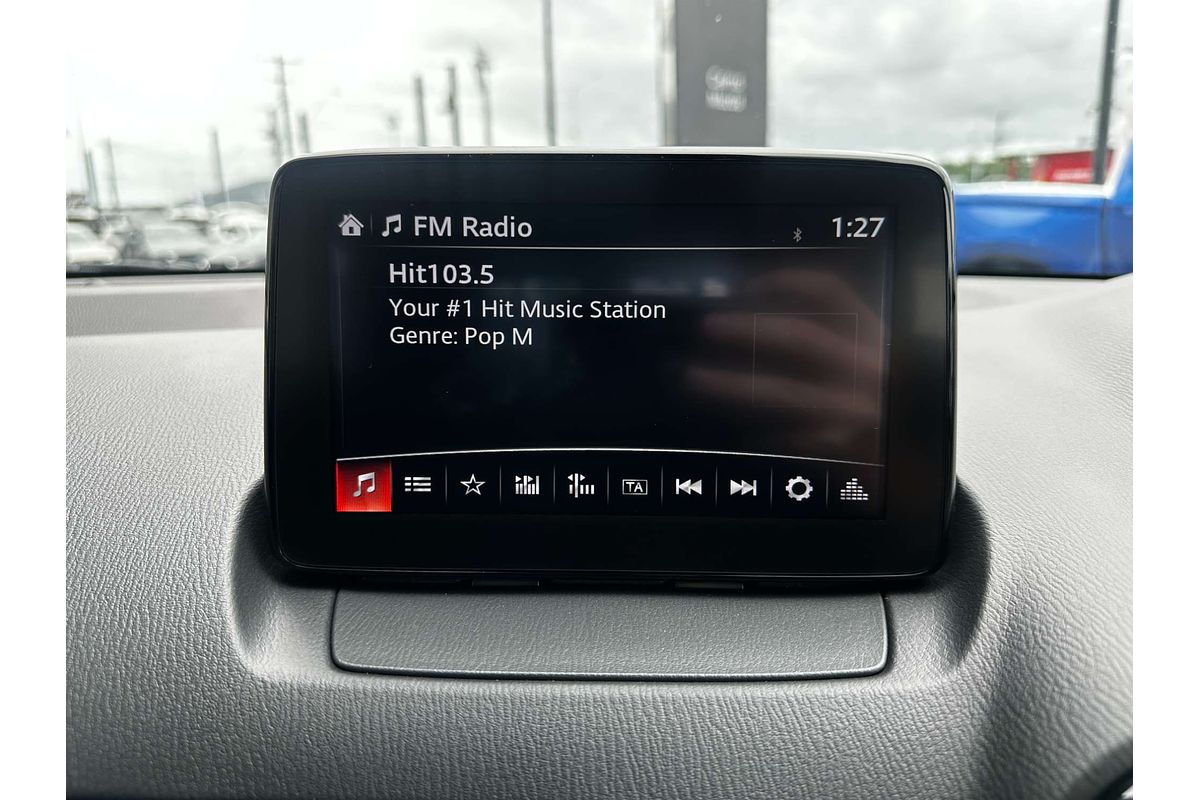 FM Radio
1:27
Hit103.5
Your #1 Hit Music Station
Genre: Pop M
TA